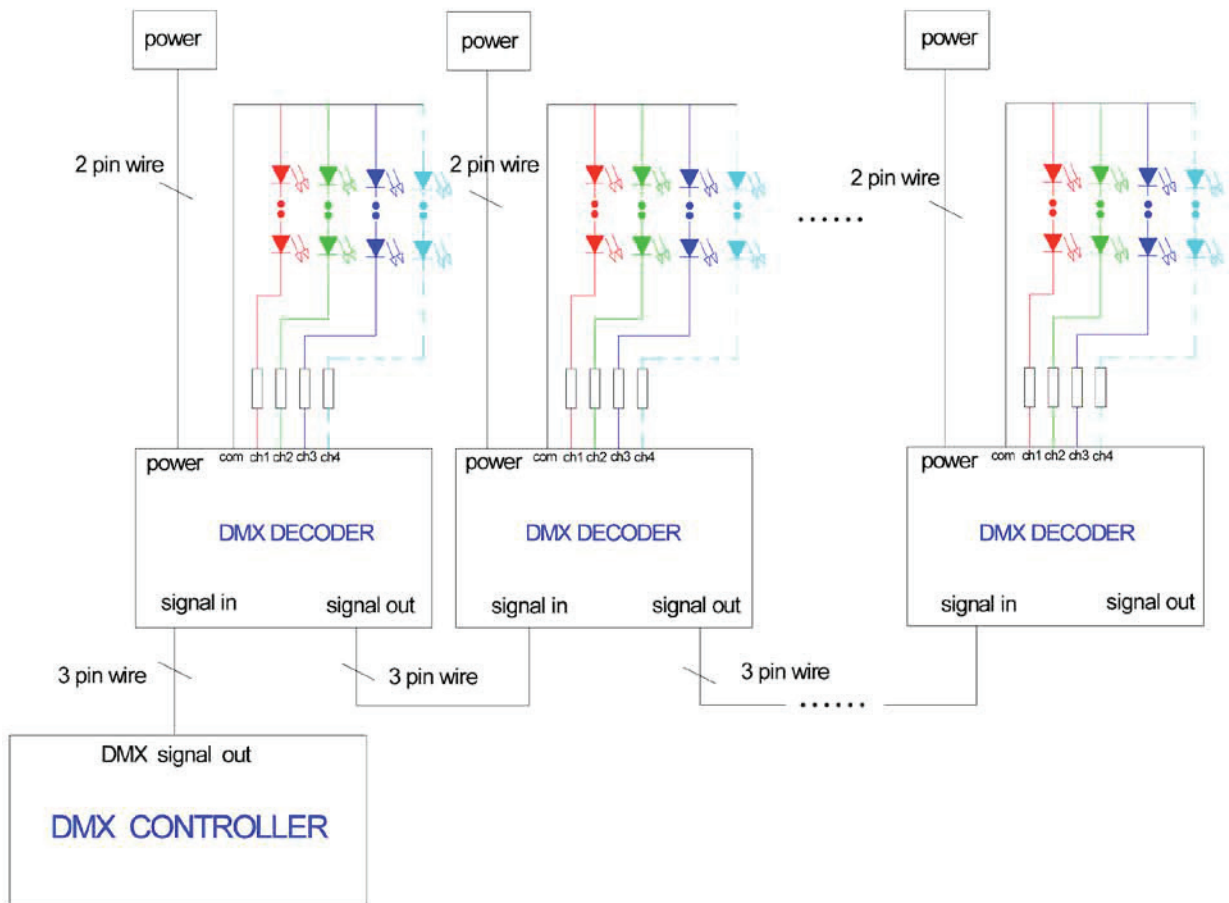 power
power
power
2 pin wire
2 pin wire
2 pin wire
power
com ch1 ch2 ch3 ch4
DMX DECODER
signal in
signal out
power
com ch1 ch2 ch3 ch4
DMX DECODER
signal in
signal out
power
com ch1 ch2 ch3 ch4
DMX DECODER
signal in
signal out
3 pin wire
3 pin wire
3 pin wire
DMX signal out
DMX CONTROLLER